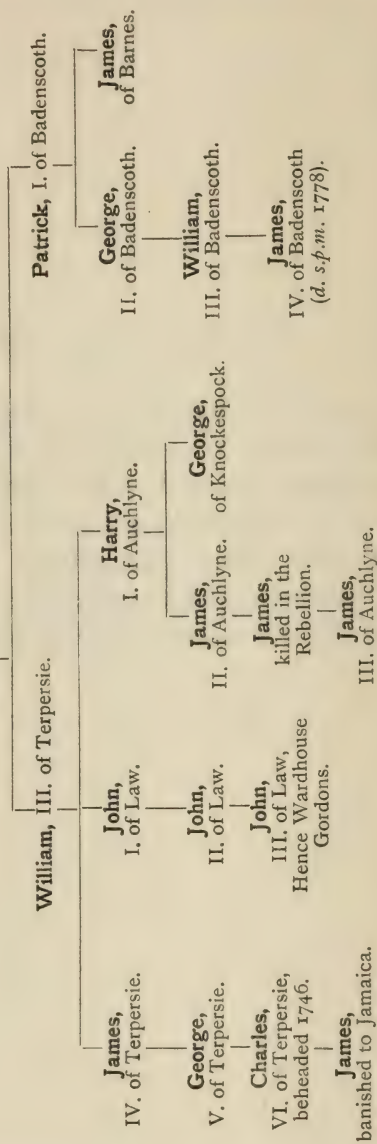 William, III. of Terpersie.
Patrick, I. of Badenscoth.
James,
IV. of Terpersie.
George,
V. of Terpersie.
Charles,
VI. of Terpersie,
beheaded 1746.
James,
banished to Jamaica.
John,
I. of Law.
John,
II. of Law.
John,
III. of Law,
Hence Wardhouse
Gordons.
Harry,
I. of Auchlyne.
James,
II. of Auchlyne.
James,
killed in the
Rebellion.
James,
III. of Auchlyne.
George,
of Knockespock.
George,
II. of Badenscoth.
William,
III. of Badenscoth.
James,
IV. of Badenscoth
(d. s.p.m. 1778).
James,
of Barnes.